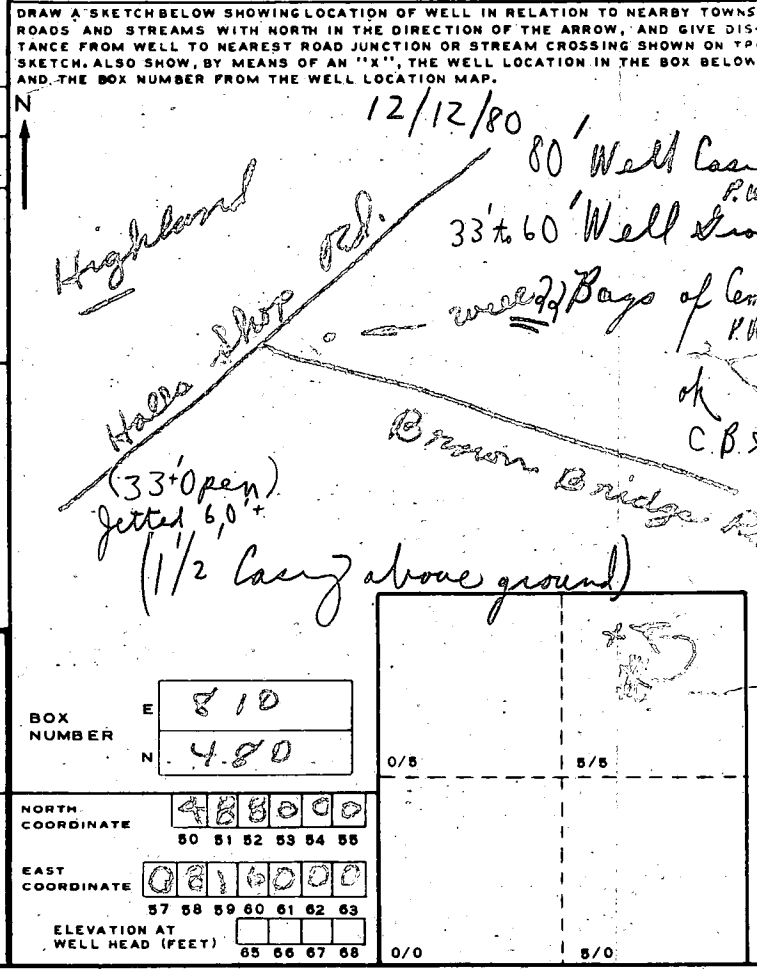 DRAW A SKETCH BELOW SHOWING LOCATION OF WELL IN RELATION TO NEARBY TOWNS
ROADS AND STREAMS WITH NORTH IN THE DIRECTION OF THE ARROW, AND GIVE DIS-
TANCE FROM WELL TO NEAREST ROAD JUNCTION OR STREAM CROSSING SHOWN ON
SKETCH. ALSO SHOW, BY MEANS OF AN "X", THE WELL LOCATION IN THE BOX BELOW
AND THE BOX NUMBER FROM THE WELL LOCATION MAP.
N
12/12/80
80' Well
33' to 60' Well
Highland
Halls Shop Rd.
well
22 Bags of
ok
C.B.
Brown Bridge
(33' Open)
Jetted 60'+
(1 1/2 Casing above ground)
BOX NUMBER
E 810
N 480
0/5 5/5
NORTH COORDINATE 488000
50 51 52 53 54 55
EAST COORDINATE 0816000
57 58 59 60 61 62 63
ELEVATION AT WELL HEAD (FEET)
65 66 67 68
0/0 5/0